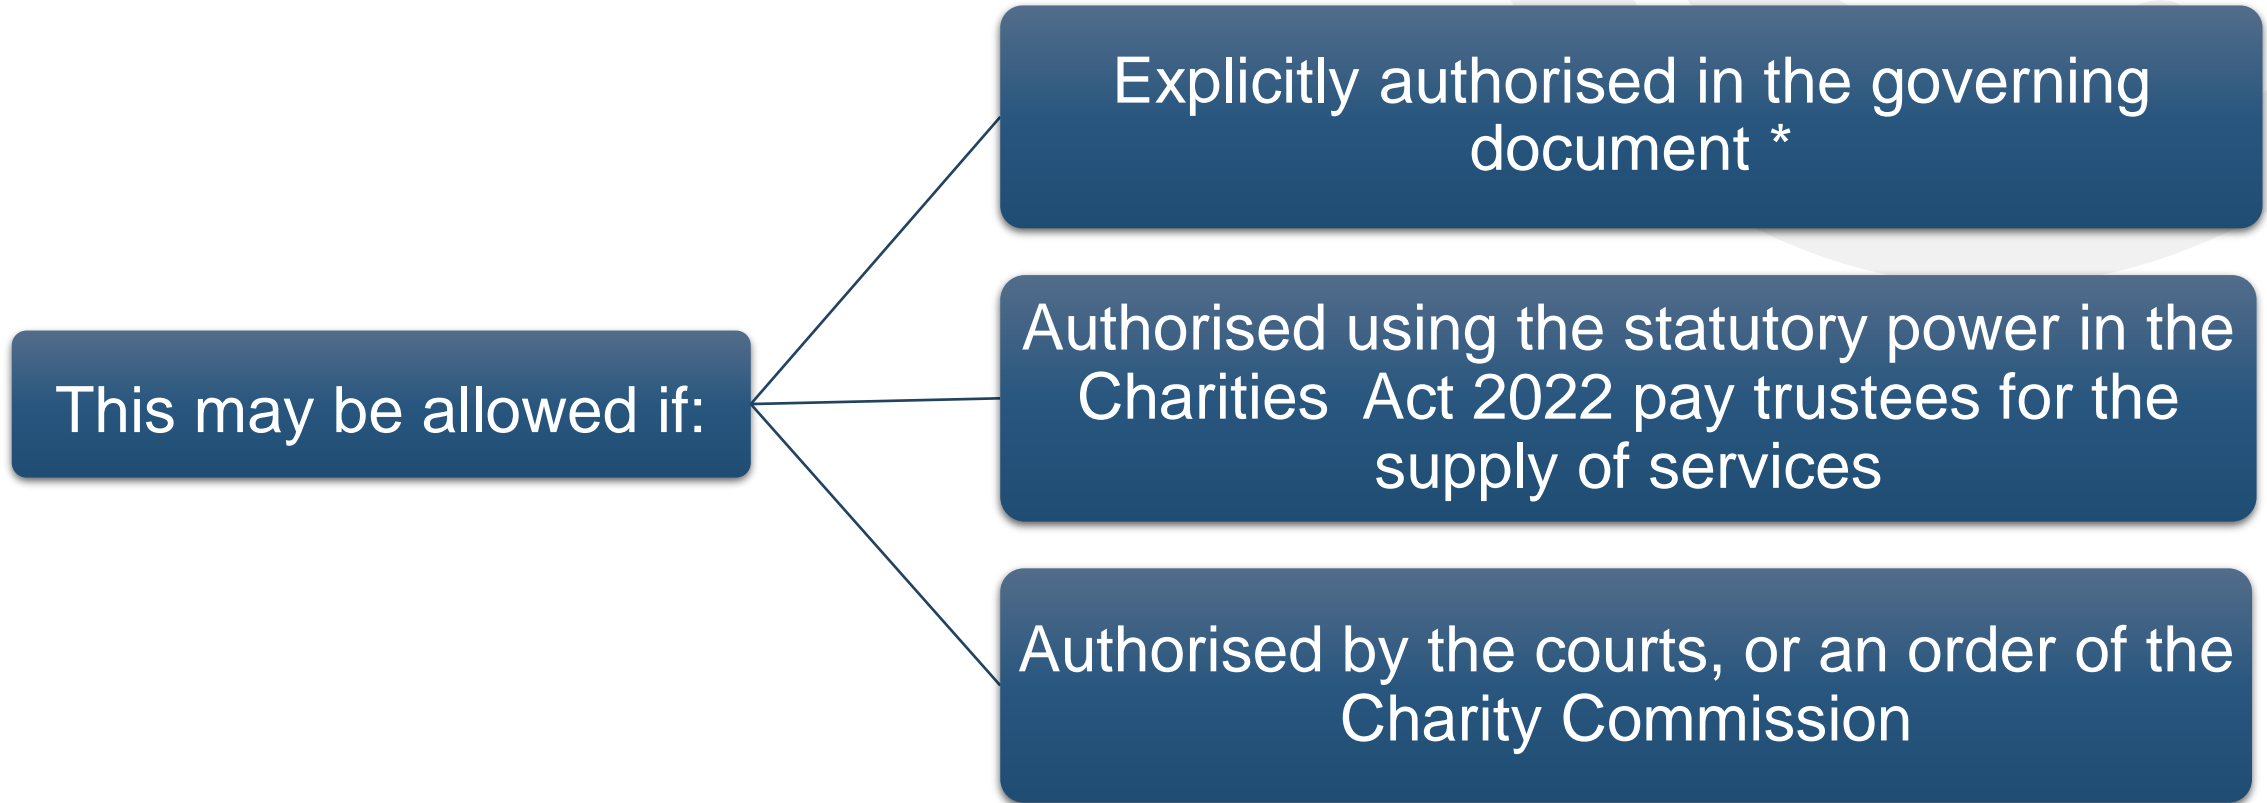 This may be allowed if:
Explicitly authorised in the governing
document *
Authorised using the statutory power in the
Charities  Act 2022 pay trustees for the
supply of services
Authorised by the courts, or an order of the
Charity Commission